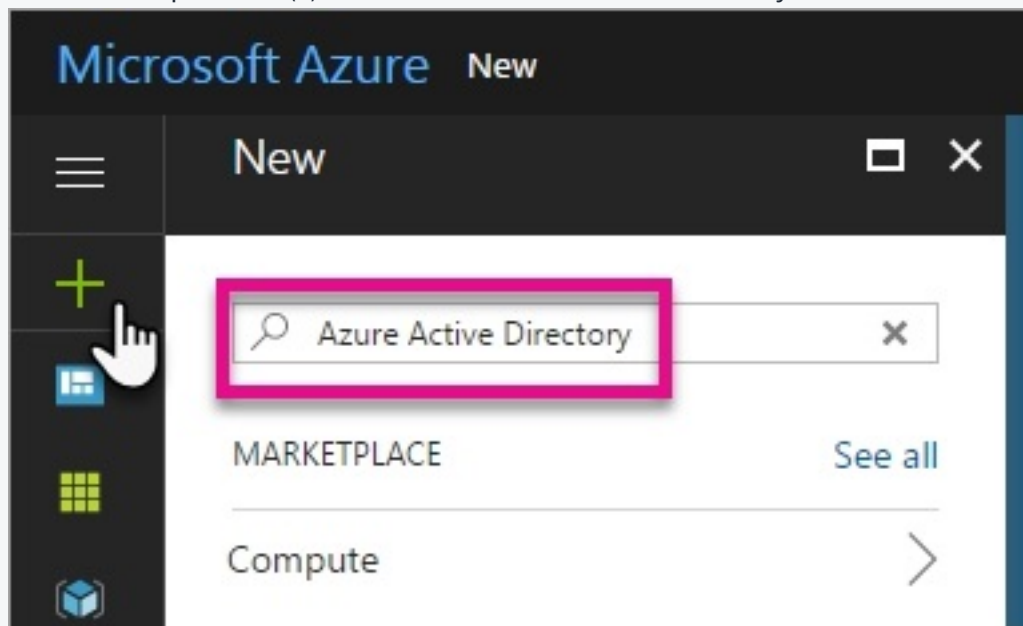 Microsoft Azure New
New
Azure Active Directory
MARKETPLACE See all
Compute